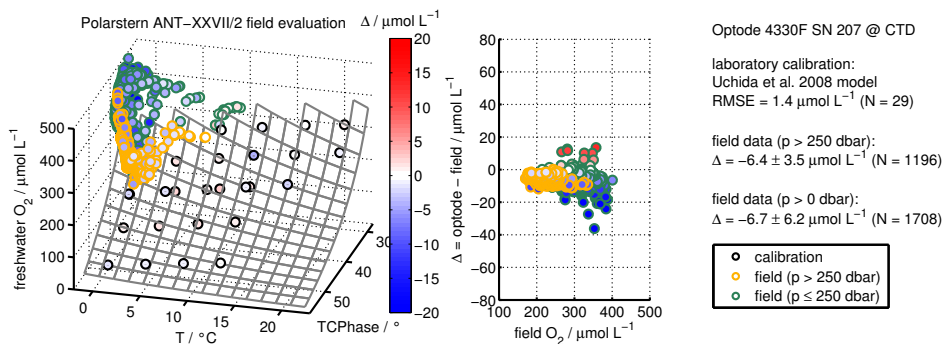 Polarstern ANT−XXVII/2 field evaluation
Δ / μmol L⁻¹
freshwater O₂ / μmol L⁻¹
500
400
300
200
100
0
0
5
10
15
20
T / °C
30
40
50
TCPhase / °
20
15
10
5
0
−5
−10
−15
−20
Δ = optode − field / μmol L⁻¹
80
60
40
20
0
−20
−40
−60
−80
100 200 300 400 500
field O₂ / μmol L⁻¹
Optode 4330F SN 207 @ CTD
laboratory calibration:
Uchida et al. 2008 model
RMSE = 1.4 μmol L⁻¹ (N = 29)
field data (p > 250 dbar):
Δ = −6.4 ± 3.5 μmol L⁻¹ (N = 1196)
field data (p > 0 dbar):
Δ = −6.7 ± 6.2 μmol L⁻¹ (N = 1708)
calibration
field (p > 250 dbar)
field (p ≤ 250 dbar)